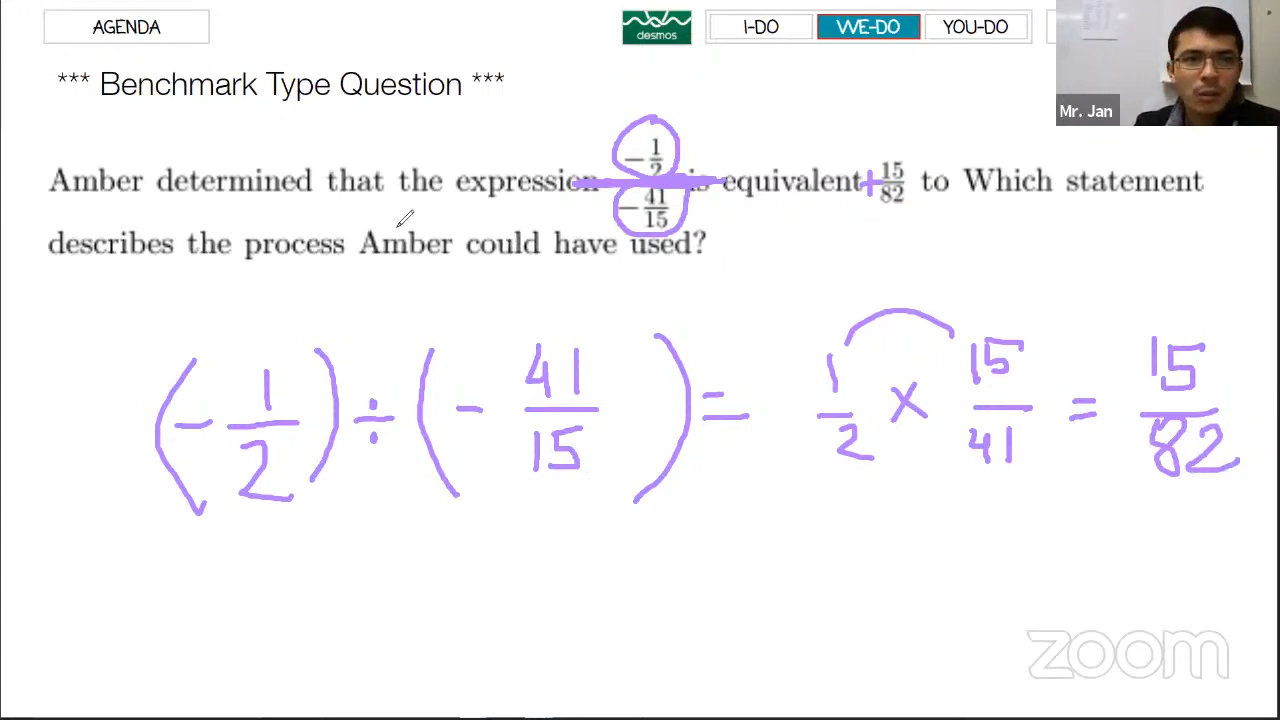 AGENDA
desmos
I-DO
WE-DO
YOU-DO
*** Benchmark Type Question ***
Mr. Jan
Amber determined that the expression (-1/2)/(-41/15) is equivalent + 15/82 to Which statement
describes the process Amber could have used?
(- 1/2) ÷ (- 41/15) = 1/2 × 15/41 = 15/82
zoom